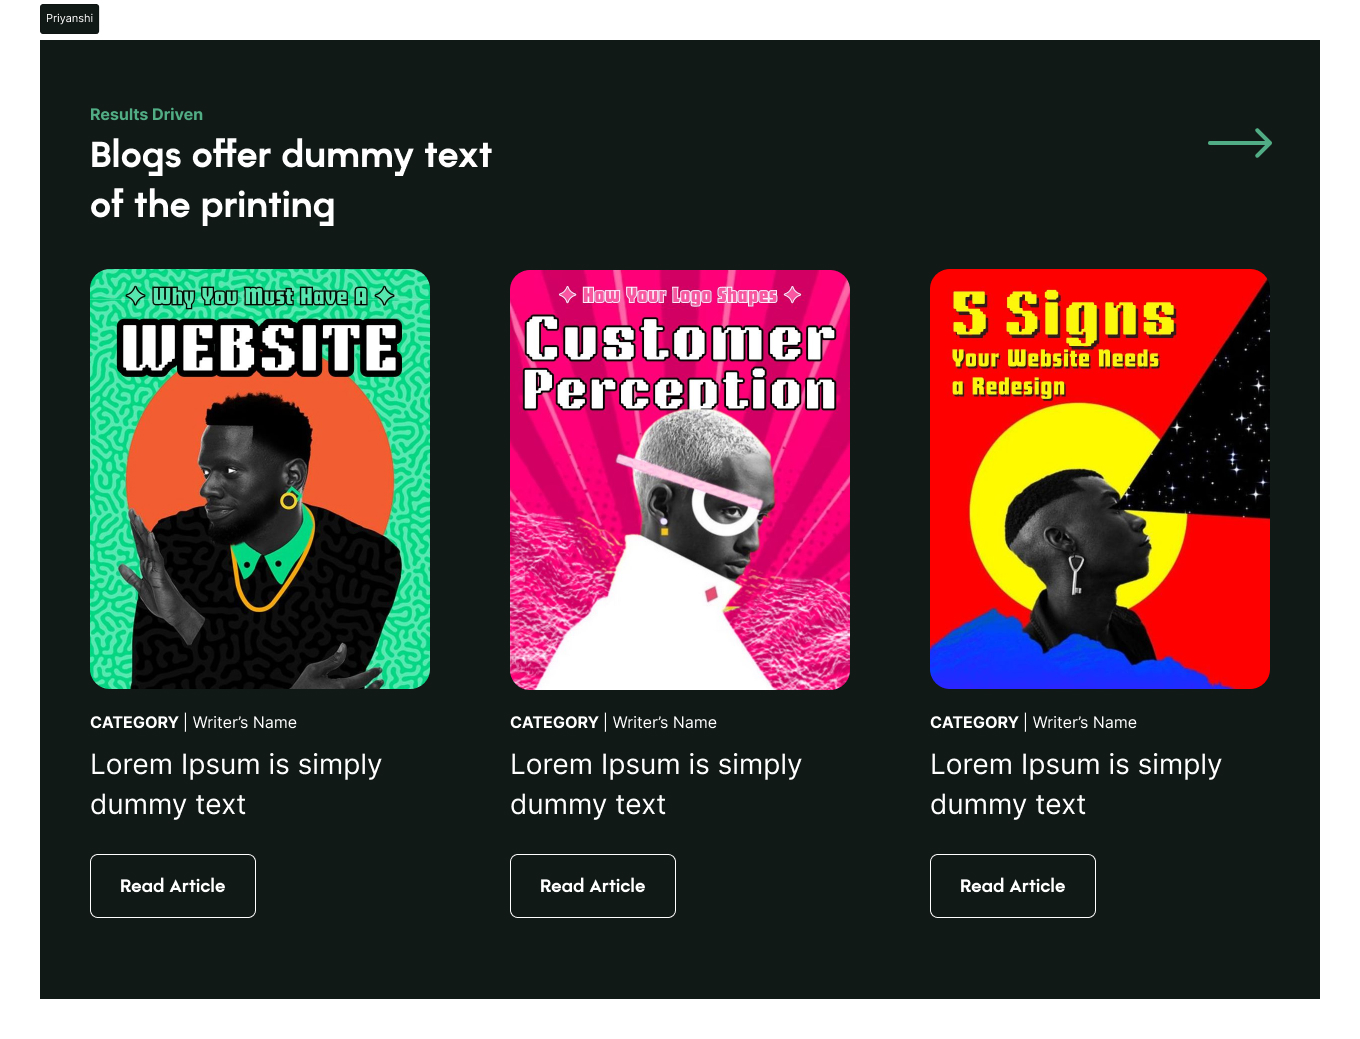 Priyanshi
Results Driven
Blogs offer dummy text
of the printing
Why You Must Have A
WEBSITE
How Your Logo Shapes
Customer
Perception
5 Signs
Your Website Needs
a Redesign
CATEGORY | Writer’s Name
Lorem Ipsum is simply
dummy text
Read Article
CATEGORY | Writer’s Name
Lorem Ipsum is simply
dummy text
Read Article
CATEGORY | Writer’s Name
Lorem Ipsum is simply
dummy text
Read Article